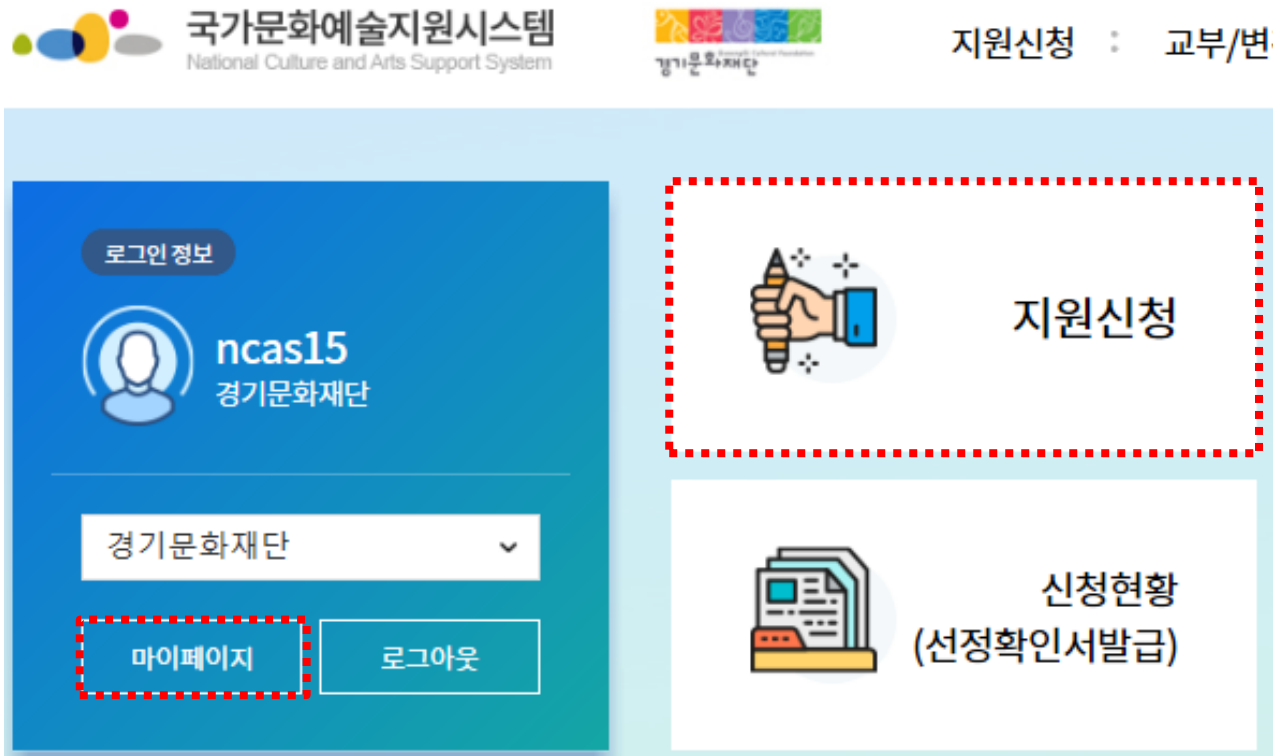 국가문화예술지원시스템
National Culture and Arts Support System
경기문화재단
지원신청 : 교부/변
로그인 정보
ncas15
경기문화재단
경기문화재단
마이페이지
로그아웃
지원신청
신청현황
(선정확인서발급)